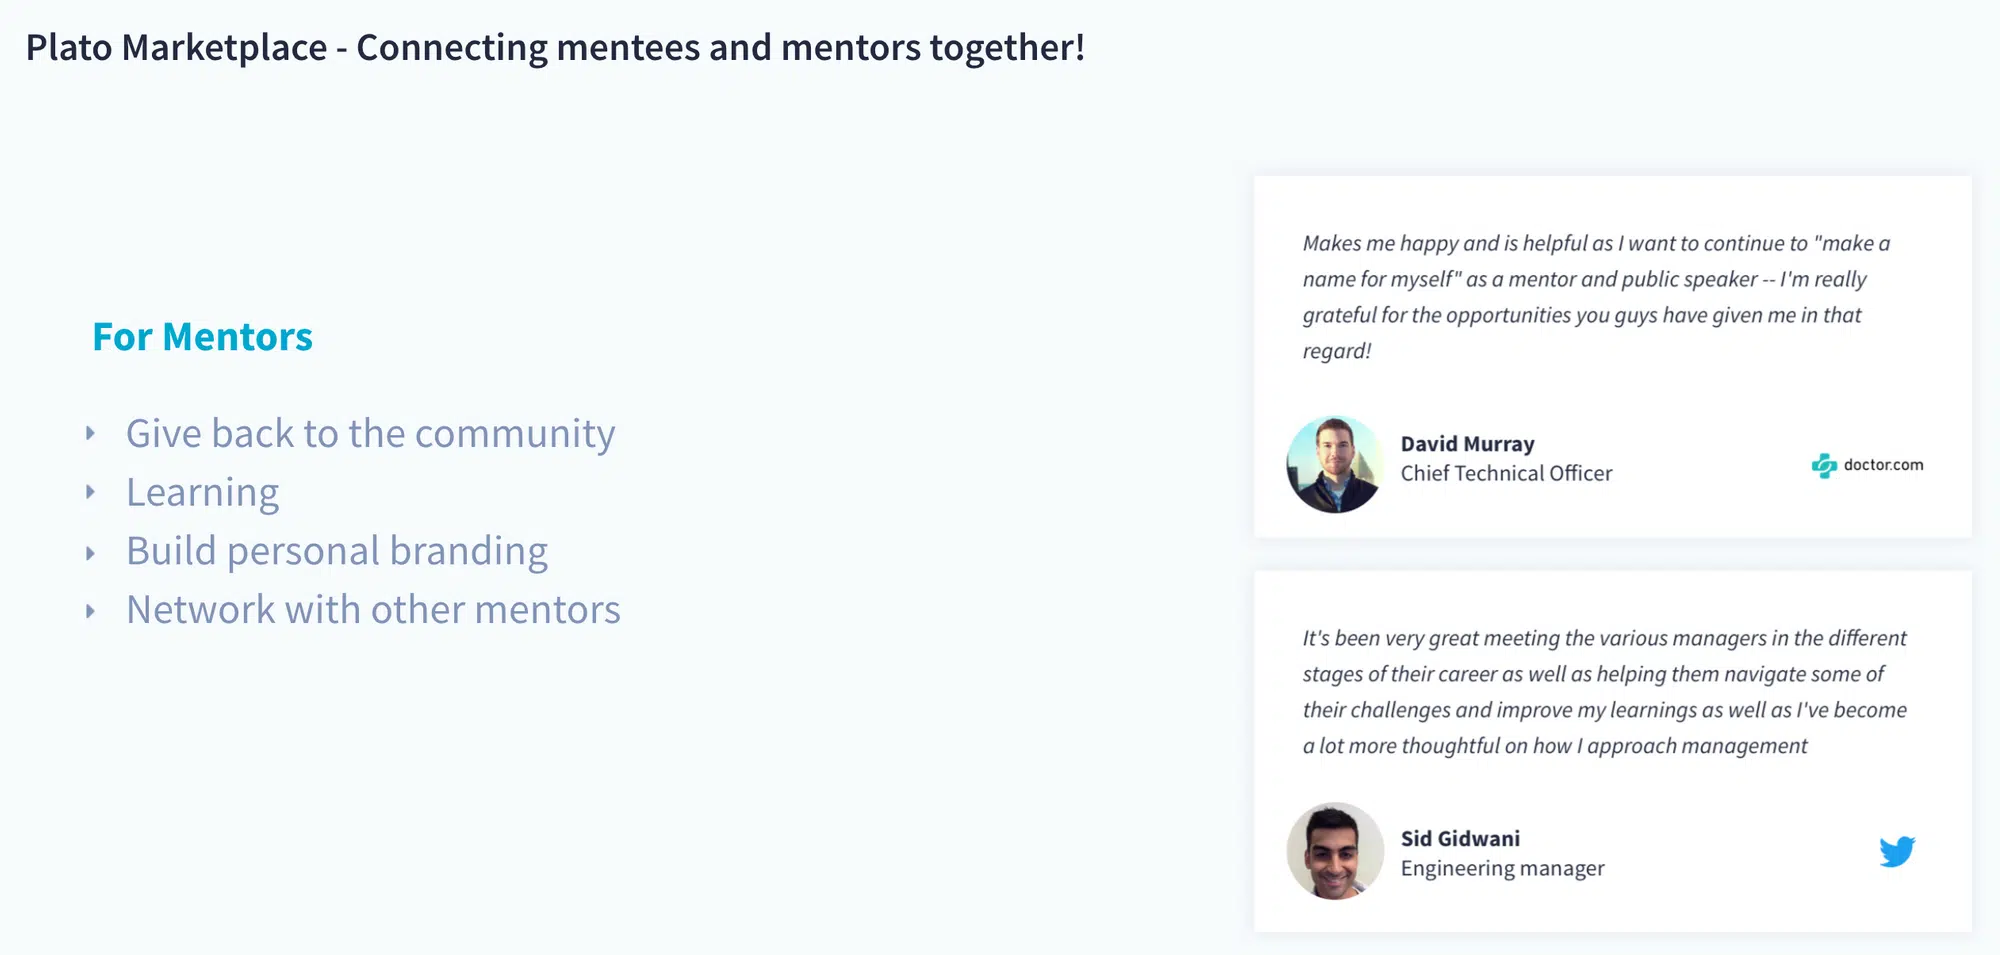 Plato Marketplace - Connecting mentees and mentors together!
For Mentors
Give back to the community
Learning
Build personal branding
Network with other mentors
Makes me happy and is helpful as I want to continue to "make a
name for myself" as a mentor and public speaker -- I'm really
grateful for the opportunities you guys have given me in that
regard!
David Murray
Chief Technical Officer
doctor.com
It's been very great meeting the various managers in the different
stages of their career as well as helping them navigate some of
their challenges and improve my learnings as well as I've become
a lot more thoughtful on how I approach management
Sid Gidwani
Engineering manager